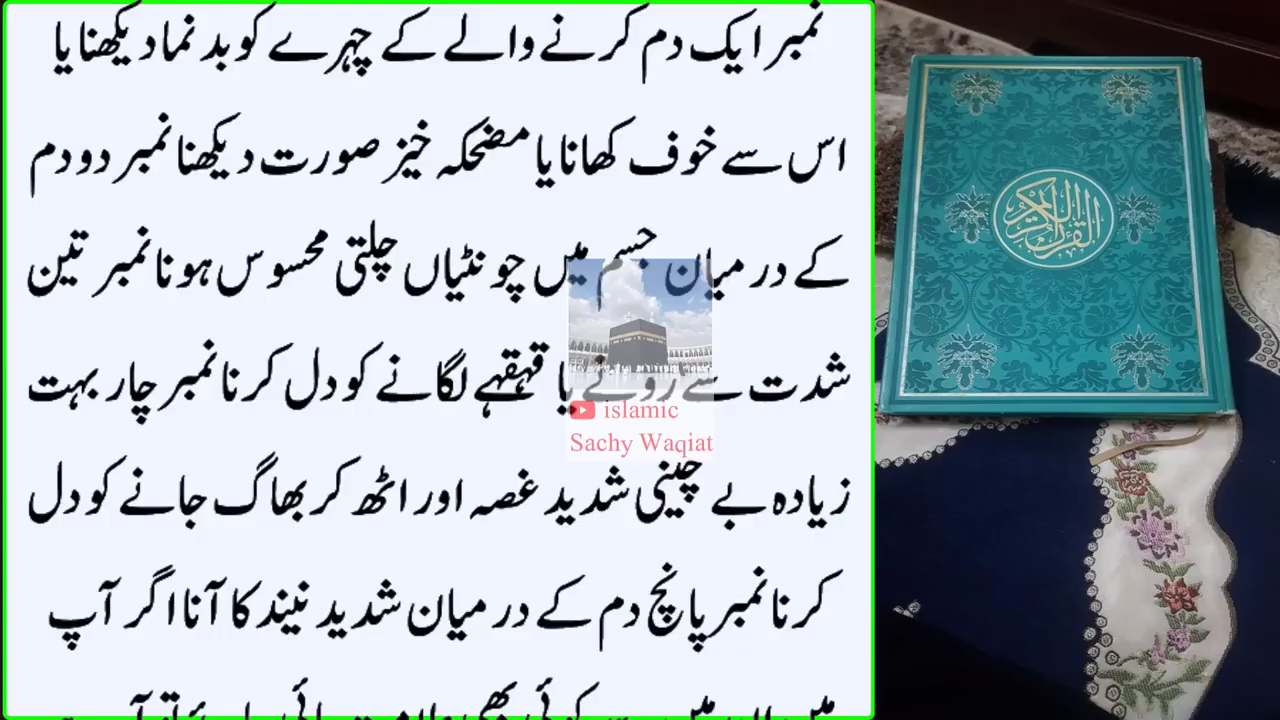 نمبر ایک دم کرنے والے کے چہرے کو بدنما دیکھنا یا
اس سے خوف کھانا یا مضحکہ خیز صورت دیکھنا نمبر دو دم
کے درمیان جسم میں چونٹیاں چلتی محسوس ہونا نمبر تین
شدت سے رونے یا قہقہے لگانے کو دل کرنا نمبر چار بہت
زیادہ بے چینی شدید غصہ اور اٹھ کر بھاگ جانے کو دل
کرنا نمبر پانچ دم کے درمیان شدید نیند کا آنا اگر آپ
islamic
Sachy Waqiat
القرآن الكريم